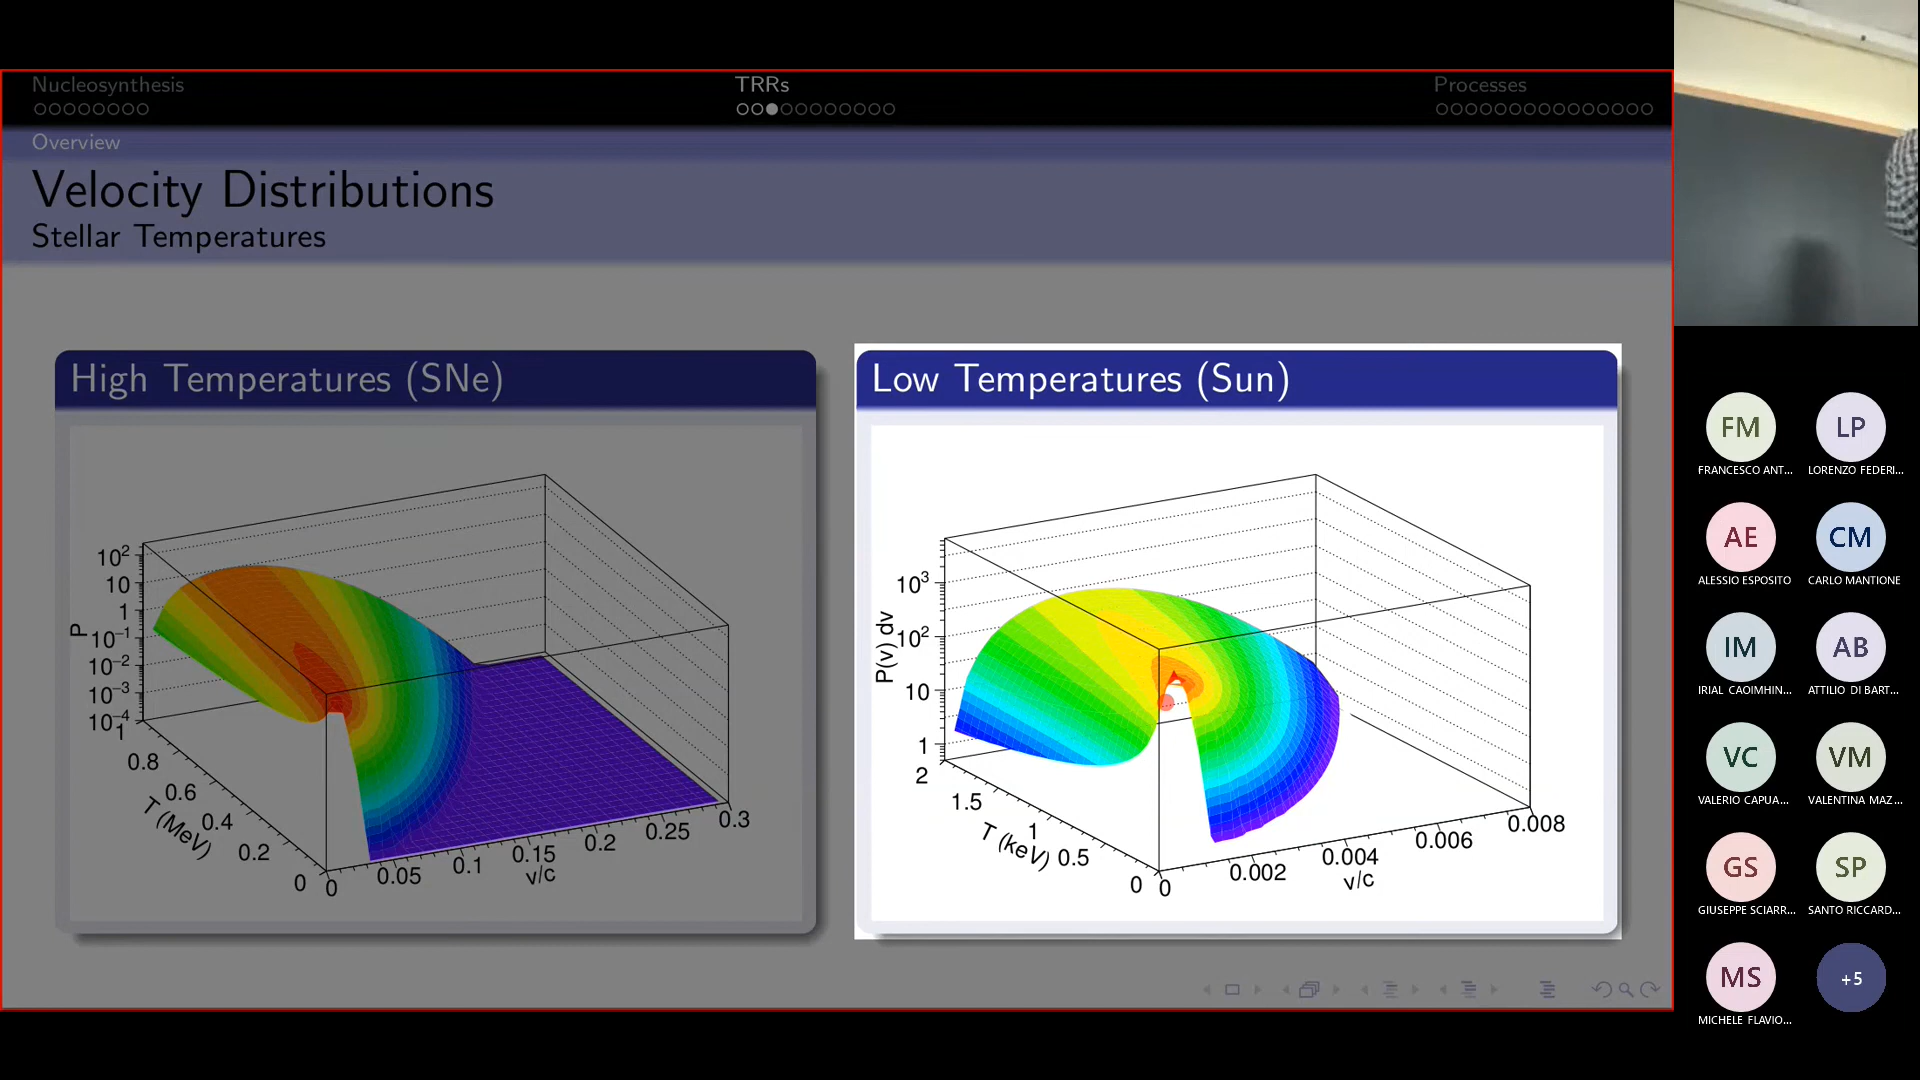 Nucleosynthesis
TRRs
Processes
Overview
Velocity Distributions
Stellar Temperatures
High Temperatures (SNe)
P
10²
10
1
10⁻¹
10⁻²
10⁻³
10⁻⁴
1
0.8
0.6
0.4
0.2
0
T (MeV)
0
0.05
0.1
0.15
0.2
0.25
0.3
v/c
Low Temperatures (Sun)
P(v) dv
10³
10²
10
1
2
1.5
1
0.5
0
T (keV)
0
0.002
0.004
0.006
0.008
v/c
FM
FRANCESCO ANT...
LP
LORENZO FEDERI...
AE
ALESSIO ESPOSITO
CM
CARLO MANTIONE
IM
IRIAL CAOIMHIN...
AB
ATTILIO DI BART...
VC
VALERIO CAPUA...
VM
VALENTINA MAZ...
GS
GIUSEPPE SCIARR...
SP
SANTO RICCARD...
MS
MICHELE FLAVIO...
+5